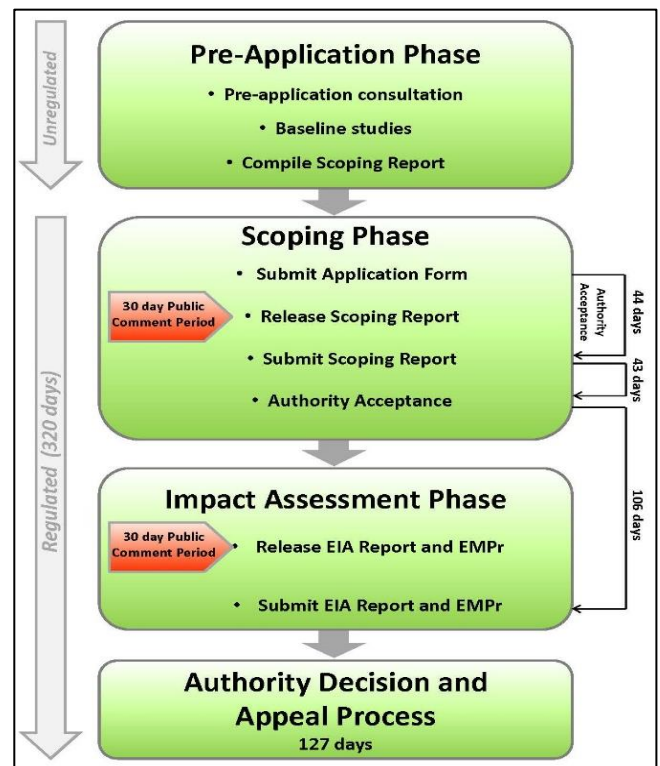 Unregulated
Pre-Application Phase
• Pre-application consultation
• Baseline studies
• Compile Scoping Report
Regulated (320 days)
Scoping Phase
• Submit Application Form
30 day Public
Comment Period
• Release Scoping Report
• Submit Scoping Report
• Authority Acceptance
Authority
Acceptance
44 days
43 days
106 days
Impact Assessment Phase
30 day Public
Comment Period
• Release EIA Report and EMPr
• Submit EIA Report and EMPr
Authority Decision and
Appeal Process
127 days